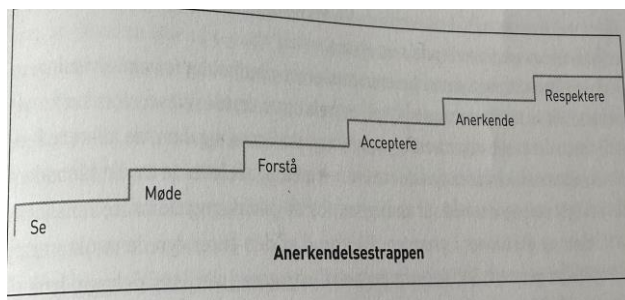 Respektere
Anerkende
Acceptere
Forstå
Møde
Se
Anerkendelsestrappen